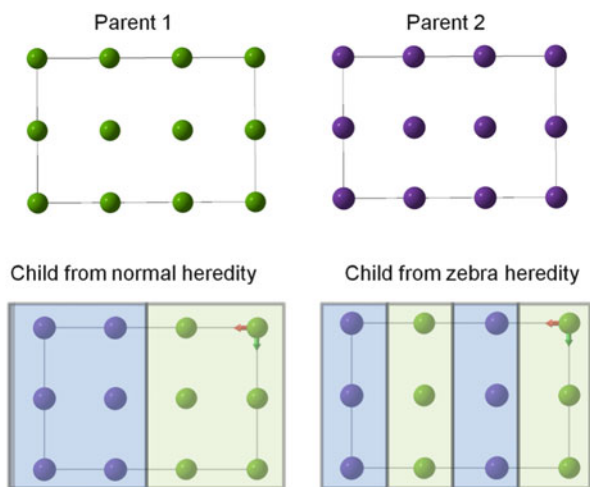 Parent 1
Parent 2
Child from normal heredity
Child from zebra heredity